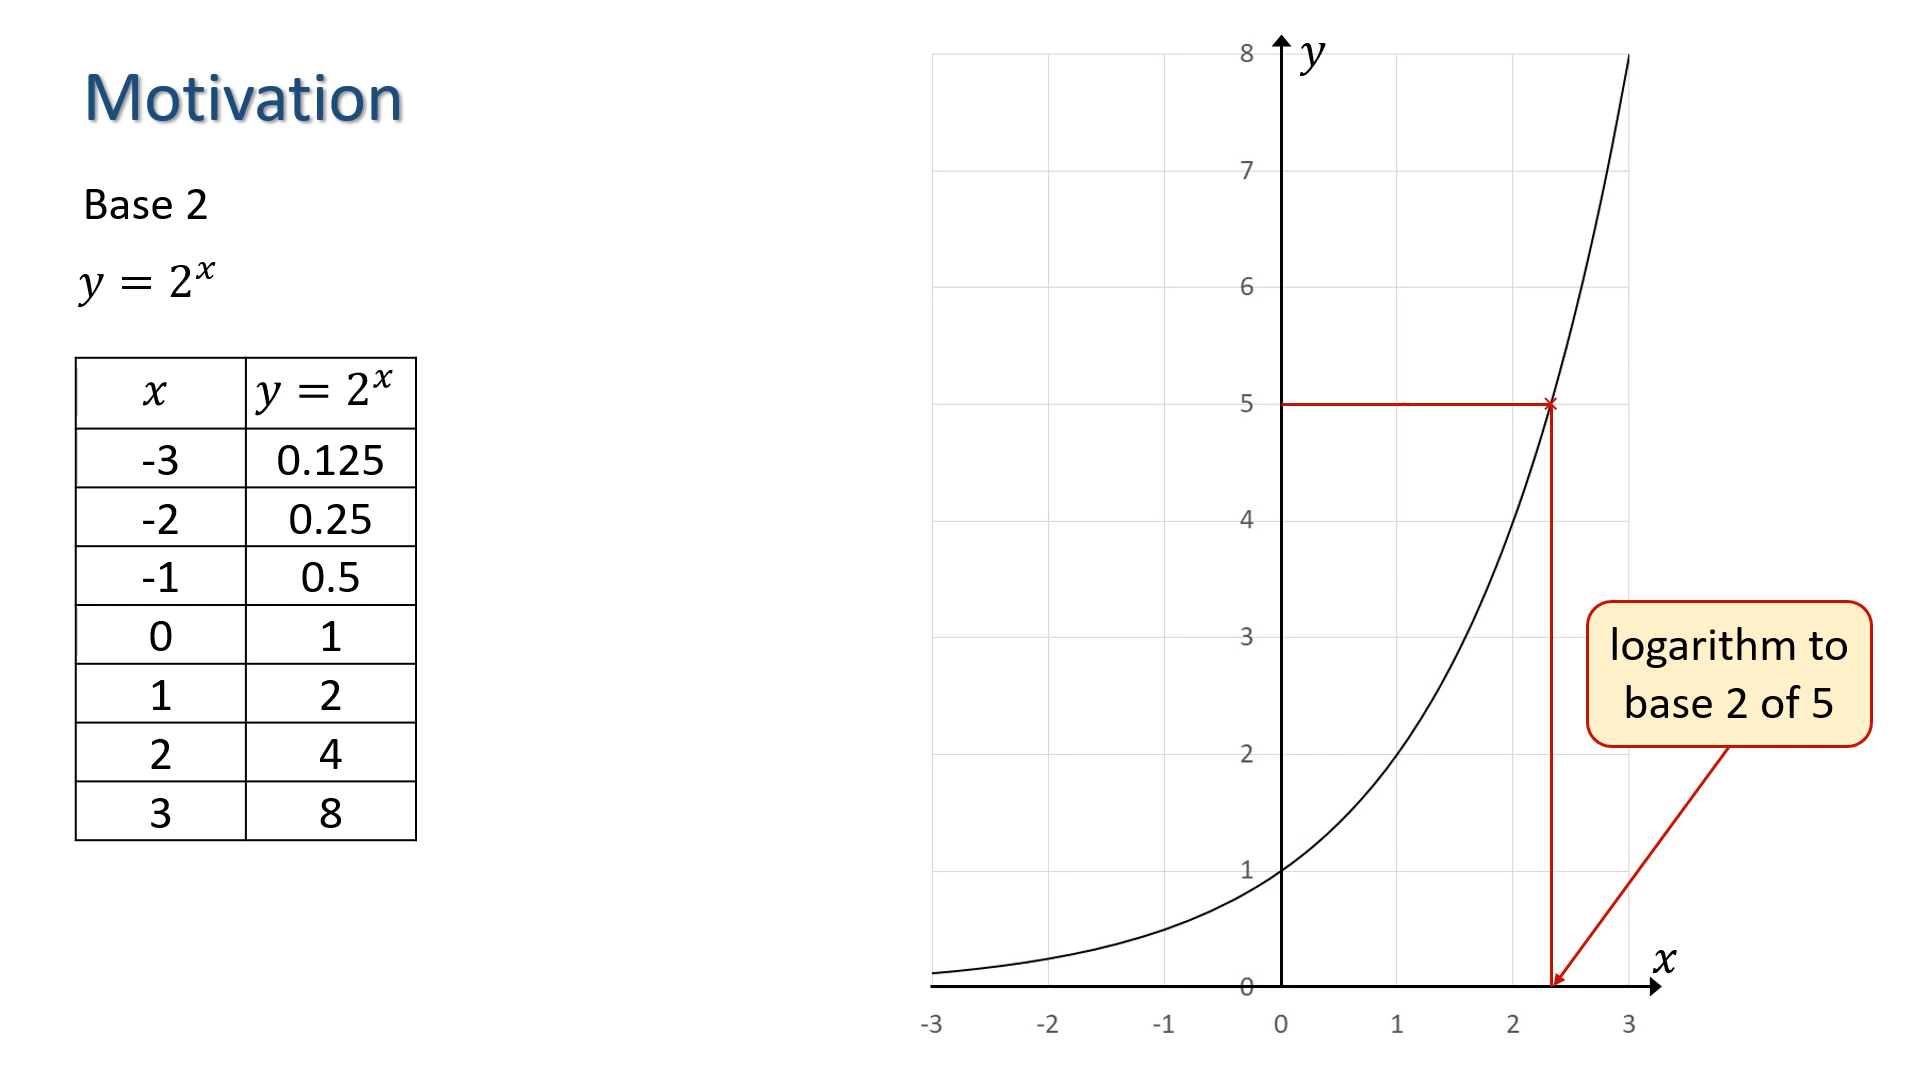 Motivation
Base 2
y = 2ˣ
x y = 2ˣ
-3 0.125
-2 0.25
-1 0.5
0 1
1 2
2 4
3 8
y
8
7
6
5
4
3
2
1
0
logarithm to
base 2 of 5
x
-3 -2 -1 0 1 2 3